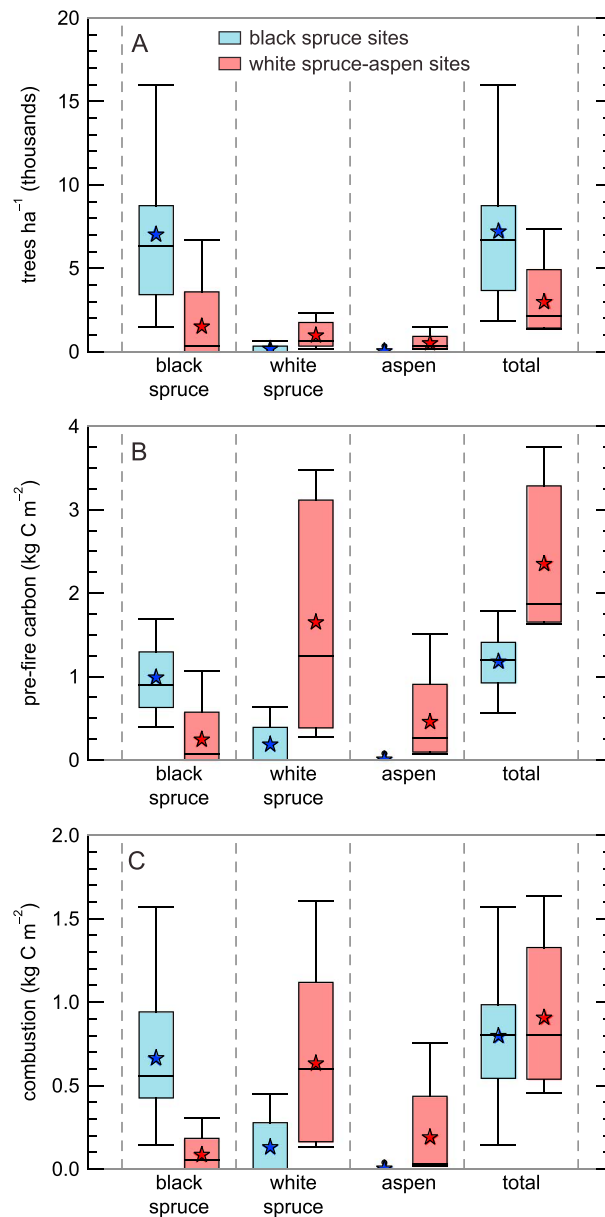 A
black spruce sites
white spruce-aspen sites
trees ha⁻¹ (thousands)
20
15
10
5
0
black spruce
white spruce
aspen
total
B
pre-fire carbon (kg C m⁻²)
4
3
2
1
0
black spruce
white spruce
aspen
total
C
combustion (kg C m⁻²)
2.0
1.5
1.0
0.5
0.0
black spruce
white spruce
aspen
total